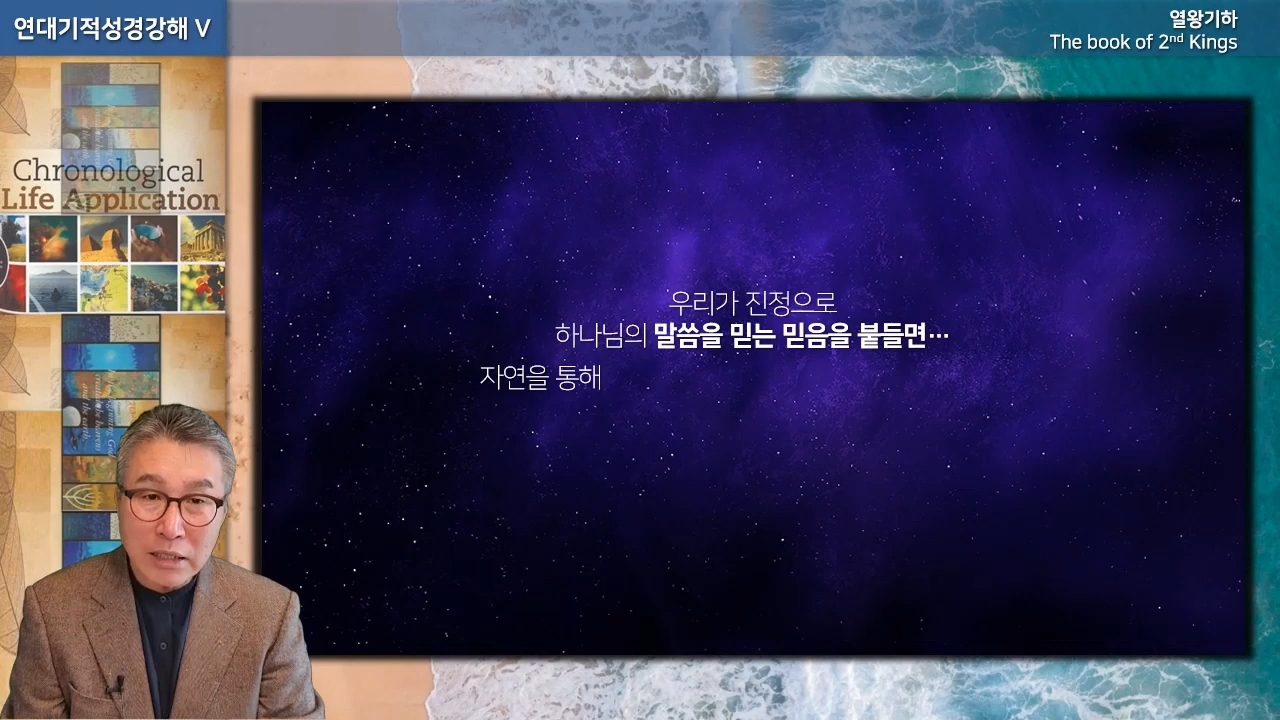 연대기적성경강해 V
열왕기하
The book of 2nd Kings
Chronological
Life Application
우리가 진정으로
하나님의 말씀을 믿는 믿음을 붙들면…
자연을 통해